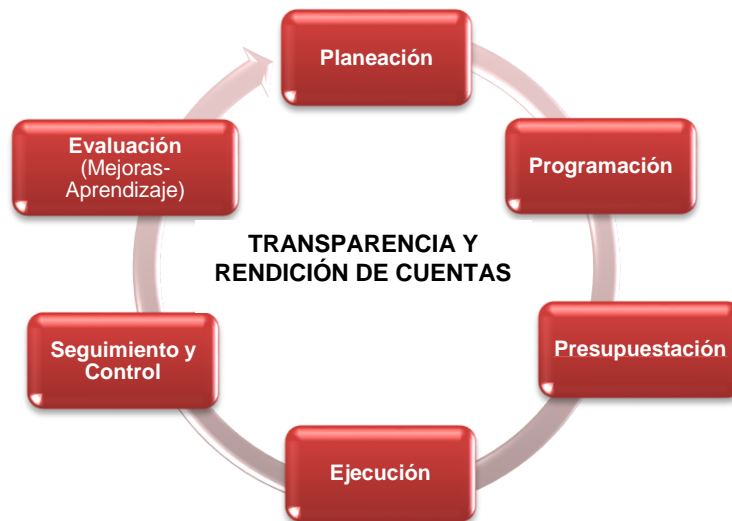 Planeación
Programación
Presupuestación
Ejecución
Seguimiento y
Control
Evaluación
(Mejoras-
Aprendizaje)
TRANSPARENCIA Y
RENDICIÓN DE CUENTAS